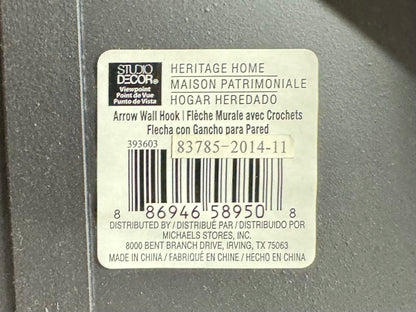 STUDIO
DECOR®
Viewpoint
Point de Vue
Punto de Vista
HERITAGE HOME
MAISON PATRIMONIALE
HOGAR HEREDADO
Arrow Wall Hook | Flèche Murale avec Crochets
Flecha con Gancho para Pared
393603
83785-2014-11
8 86946 58950 8
DISTRIBUTED BY / DISTRIBUÉ PAR / DISTRIBUIDO POR
MICHAELS STORES, INC.
8000 BENT BRANCH DRIVE, IRVING, TX 75063
MADE IN CHINA / FABRIQUÉ EN CHINE / HECHO EN CHINA